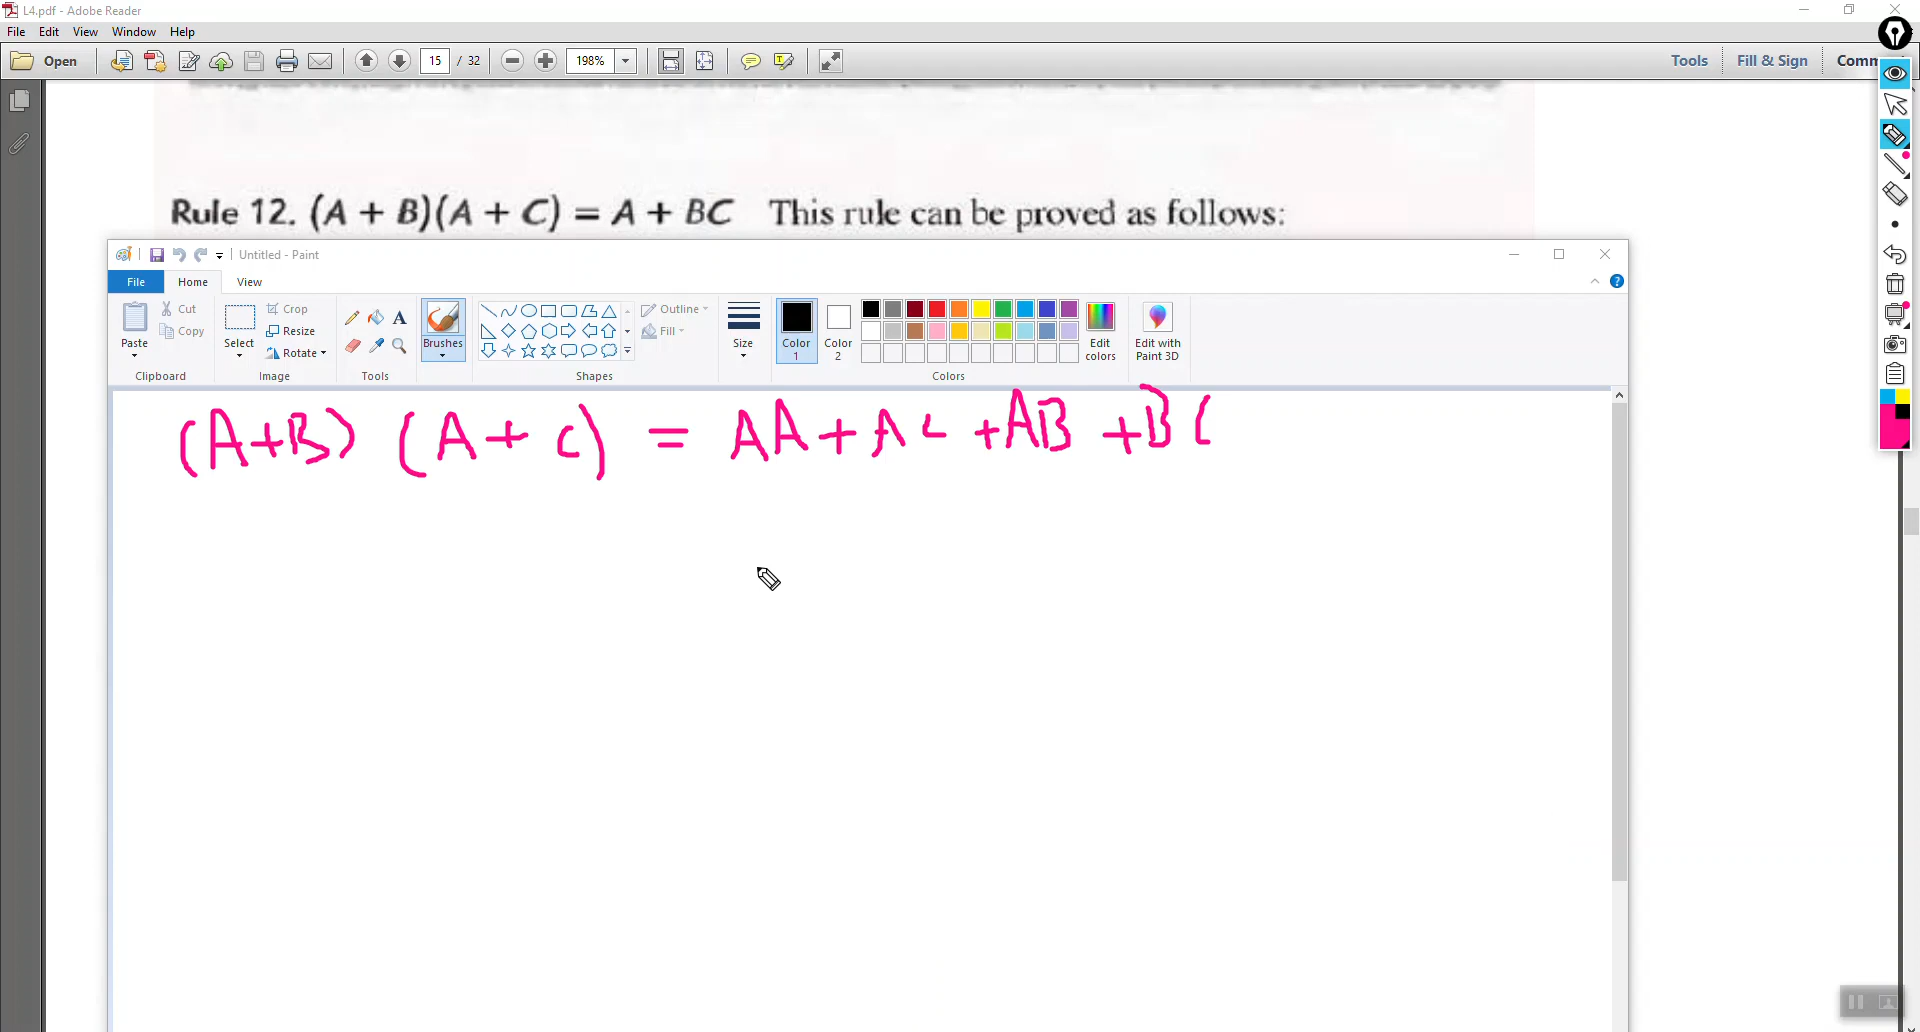 L4.pdf - Adobe Reader
File Edit View Window Help
Open 15 / 32 198% Tools Fill & Sign Comm
Rule 12. (A + B)(A + C) = A + BC This rule can be proved as follows:
Untitled - Paint
File Home View
Paste Cut Copy Select Crop Resize Rotate A Brushes Outline Fill Size Color 1 Color 2 Edit colors Edit with Paint 3D
Clipboard Image Tools Shapes Colors
(A+B) (A + C) = AA + AC + AB + BC